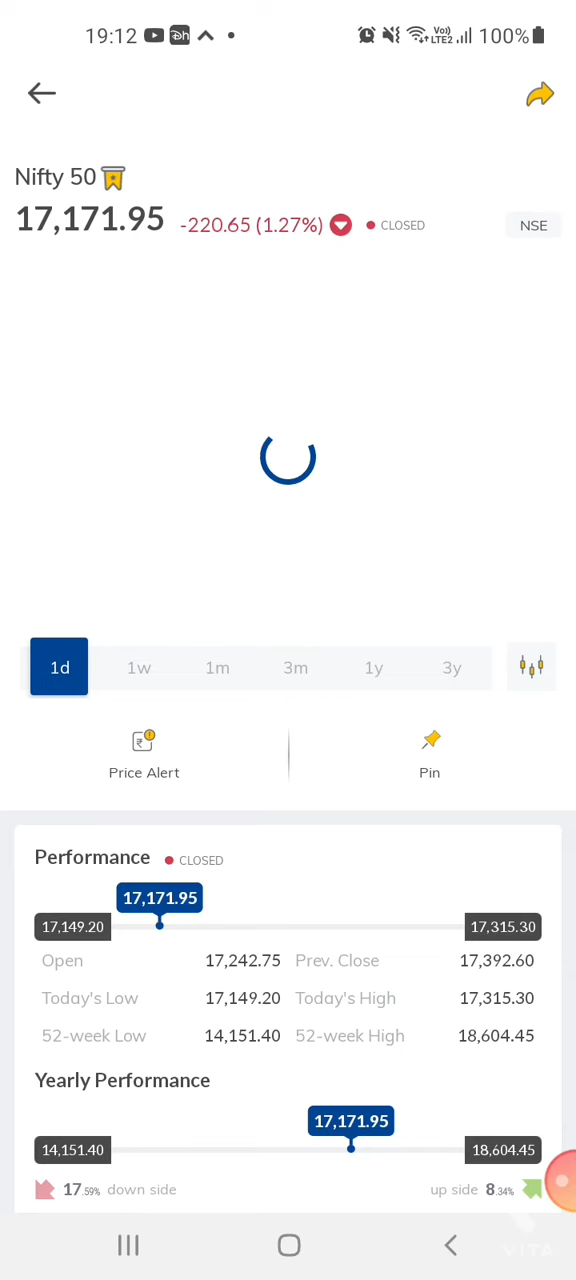 19:12 Dh Vo) LTE2 100%
Nifty 50
17,171.95 -220.65 (1.27%) CLOSED NSE
1d 1w 1m 3m 1y 3y
Price Alert Pin
Performance CLOSED
17,171.95
17,149.20 17,315.30
Open 17,242.75 Prev. Close 17,392.60
Today's Low 17,149.20 Today's High 17,315.30
52-week Low 14,151.40 52-week High 18,604.45
Yearly Performance
17,171.95
14,151.40 18,604.45
17.59% down side up side 8.34%
VITA